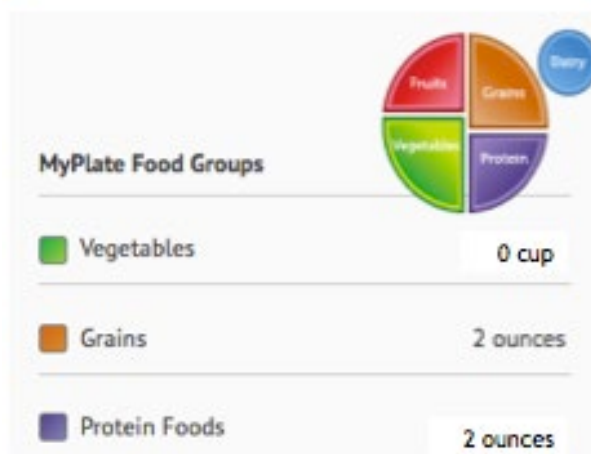 Dairy
Fruits
Grains
Vegetables
Protein
MyPlate Food Groups
Vegetables 0 cup
Grains 2 ounces
Protein Foods 2 ounces